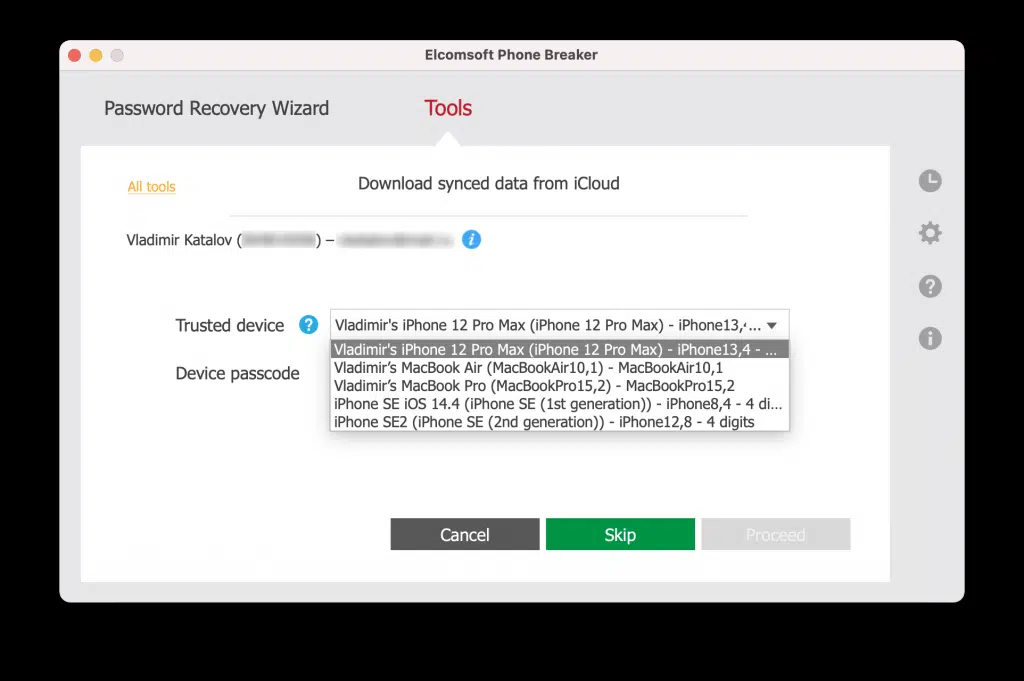 Elcomsoft Phone Breaker
Password Recovery Wizard
Tools
All tools
Download synced data from iCloud
Vladimir Katalov ( ) –
Trusted device
Vladimir's iPhone 12 Pro Max (iPhone 12 Pro Max) - iPhone13,...
Vladimir's iPhone 12 Pro Max (iPhone 12 Pro Max) - iPhone13,4 - ...
Device passcode
Vladimir’s MacBook Air (MacBookAir10,1) - MacBookAir10,1
Vladimir’s MacBook Pro (MacBookPro15,2) - MacBookPro15,2
iPhone SE iOS 14.4 (iPhone SE (1st generation)) - iPhone8,4 - 4 di...
iPhone SE2 (iPhone SE (2nd generation)) - iPhone12,8 - 4 digits
Cancel
Skip
Proceed